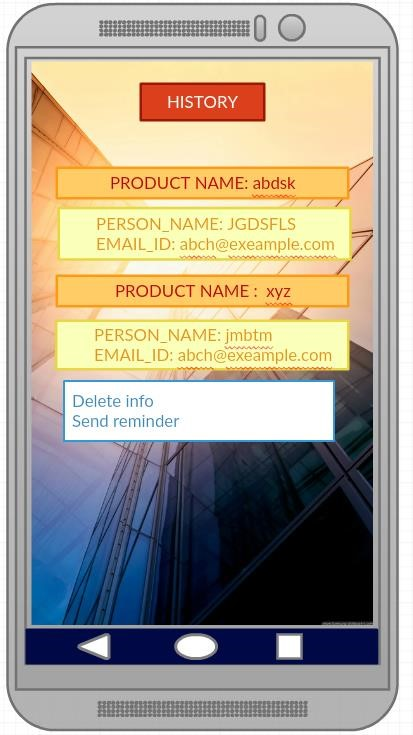 HISTORY
PRODUCT NAME: abdsk
PERSON_NAME: JGDSFLS
EMAIL_ID: abch@exeample.com
PRODUCT NAME : xyz
PERSON_NAME: jmbtm
EMAIL_ID: abch@exeample.com
Delete info
Send reminder